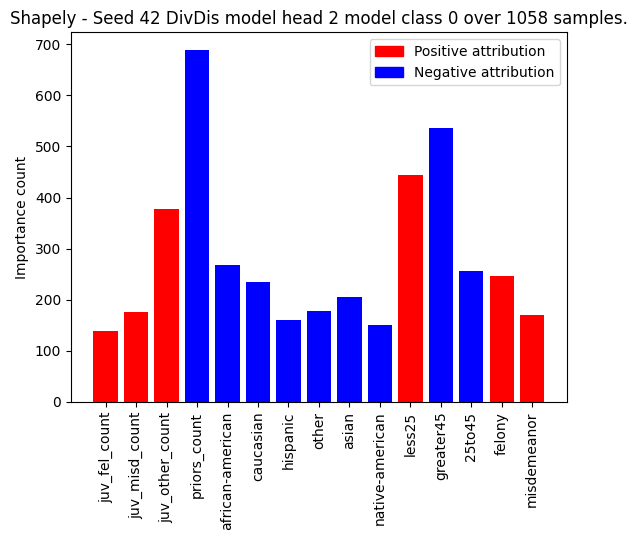 Shapely - Seed 42 DivDis model head 2 model class 0 over 1058 samples.
Positive attribution
Negative attribution
Importance count
700
600
500
400
300
200
100
0
juv_fel_count
juv_misd_count
juv_other_count
priors_count
african-american
caucasian
hispanic
other
asian
native-american
less25
greater45
25to45
felony
misdemeanor